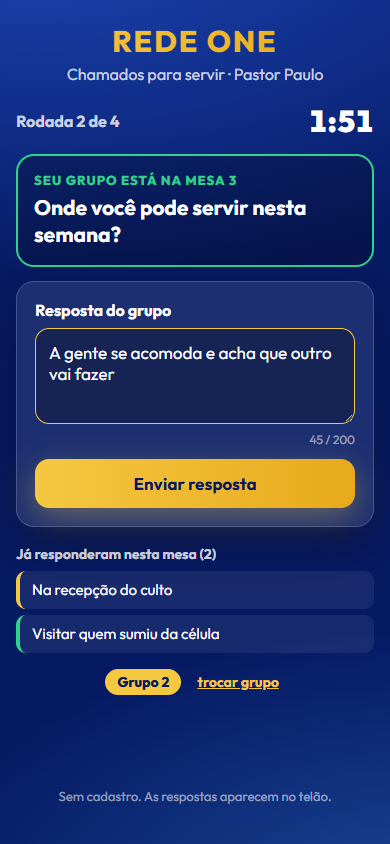 REDE ONE
Chamados para servir · Pastor Paulo
Rodada 2 de 4
1:51
SEU GRUPO ESTÁ NA MESA 3
Onde você pode servir nesta
semana?
Resposta do grupo
A gente se acomoda e acha que outro
vai fazer
45 / 200
Enviar resposta
Já responderam nesta mesa (2)
Na recepção do culto
Visitar quem sumiu da célula
Grupo 2 trocar grupo
Sem cadastro. As respostas aparecem no telão.